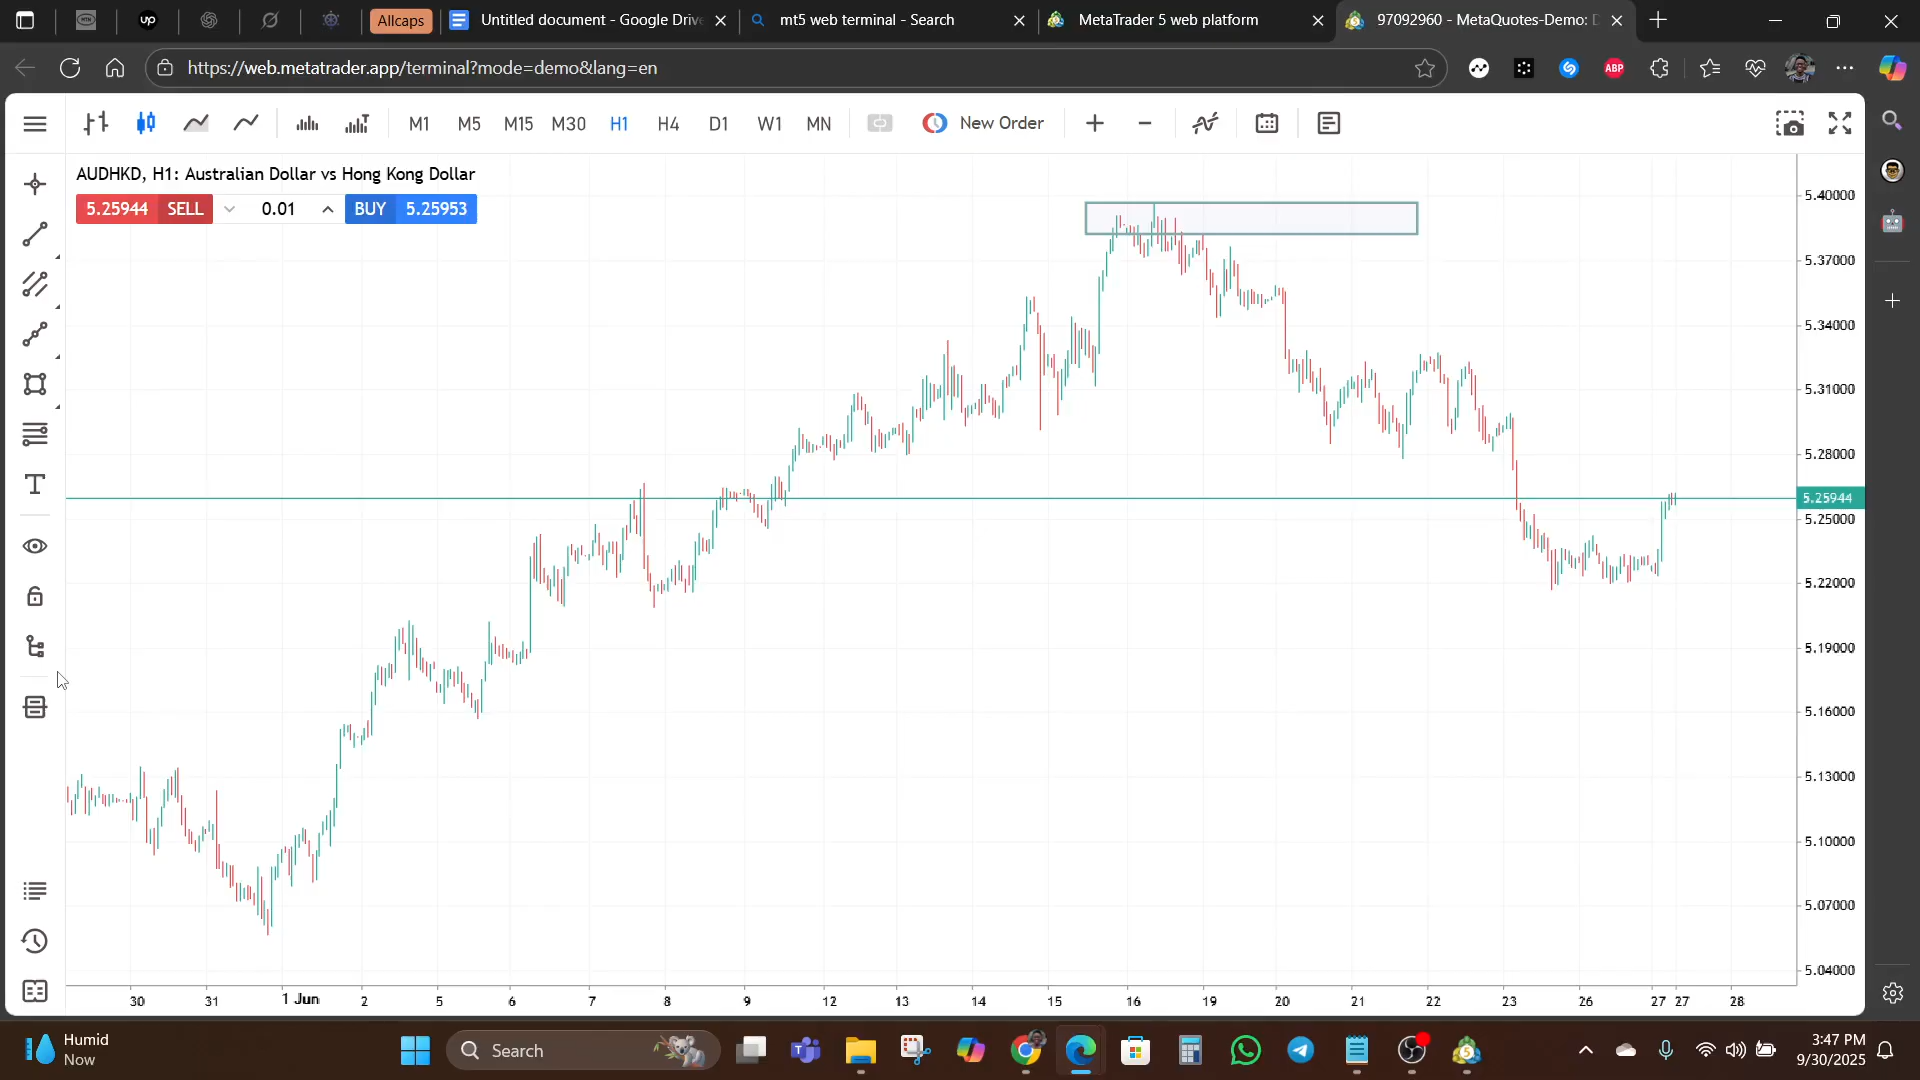 Allcaps
Untitled document - Google Drive
mt5 web terminal - Search
MetaTrader 5 web platform
97092960 - MetaQuotes-Demo: D
https://web.metatrader.app/terminal?mode=demo&lang=en
ABP
M1 M5 M15 M30 H1 H4 D1 W1 MN
New Order
AUDHKD, H1: Australian Dollar vs Hong Kong Dollar
5.25944 SELL 0.01 BUY 5.25953
5.40000
5.37000
5.34000
5.31000
5.28000
5.25944
5.25000
5.22000
5.19000
5.16000
5.13000
5.10000
5.07000
5.04000
30 31 1 Jun 2 5 6 7 8 9 12 13 14 15 16 19 20 21 22 23 26 27 27 28
Humid
Now
Search
3:47 PM
9/30/2025